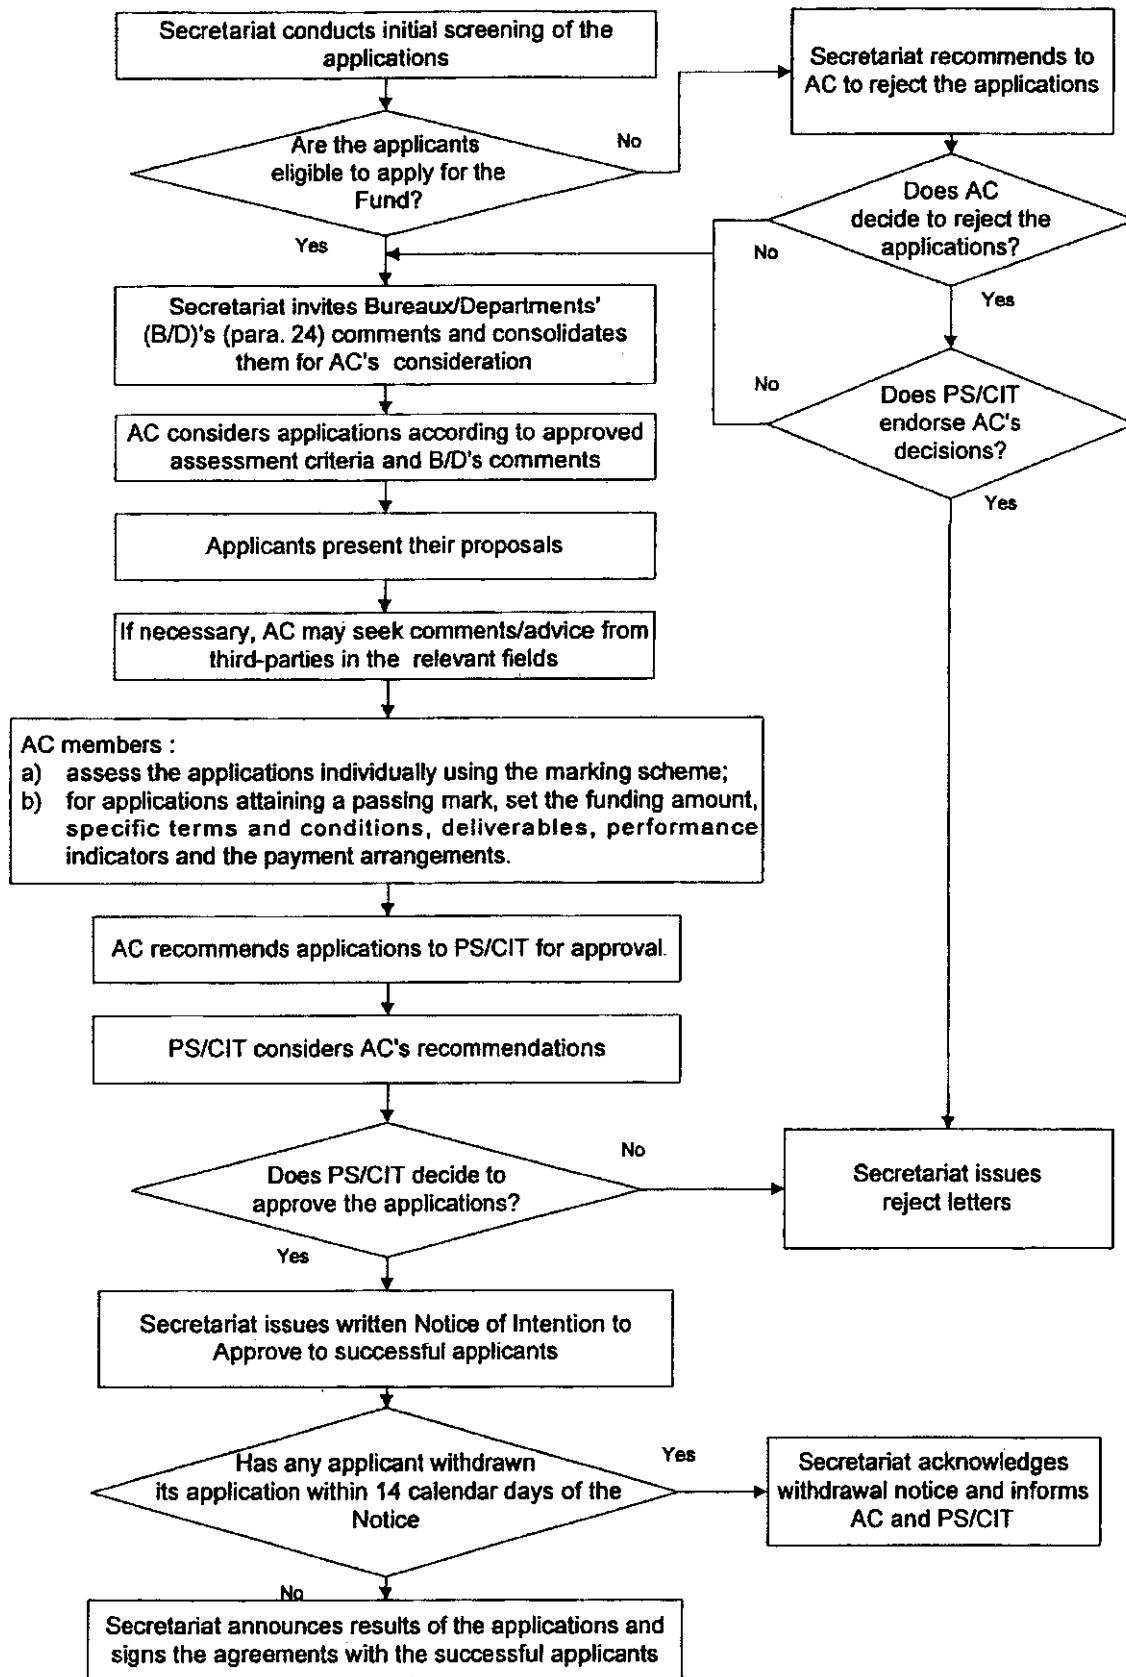 Secretariat conducts initial screening of the
applications
Secretariat recommends to
AC to reject the applications
Are the applicants
eligible to apply for the
Fund?
No
Yes
Does AC
decide to reject the
applications?
No
Yes
Secretariat invites Bureaux/Departments'
(B/D)'s (para. 24) comments and consolidates
them for AC's consideration
Does PS/CIT
endorse AC's
decisions?
No
Yes
AC considers applications according to approved
assessment criteria and B/D's comments
Applicants present their proposals
If necessary, AC may seek comments/advice from
third-parties in the relevant fields
AC members :
a) assess the applications individually using the marking scheme;
b) for applications attaining a passing mark, set the funding amount,
specific terms and conditions, deliverables, performance
indicators and the payment arrangements.
AC recommends applications to PS/CIT for approval.
PS/CIT considers AC's recommendations
Does PS/CIT decide to
approve the applications?
No
Yes
Secretariat issues
reject letters
Secretariat issues written Notice of Intention to
Approve to successful applicants
Has any applicant withdrawn
its application within 14 calendar days of the
Notice
Yes
No
Secretariat acknowledges
withdrawal notice and informs
AC and PS/CIT
Secretariat announces results of the applications and
signs the agreements with the successful applicants